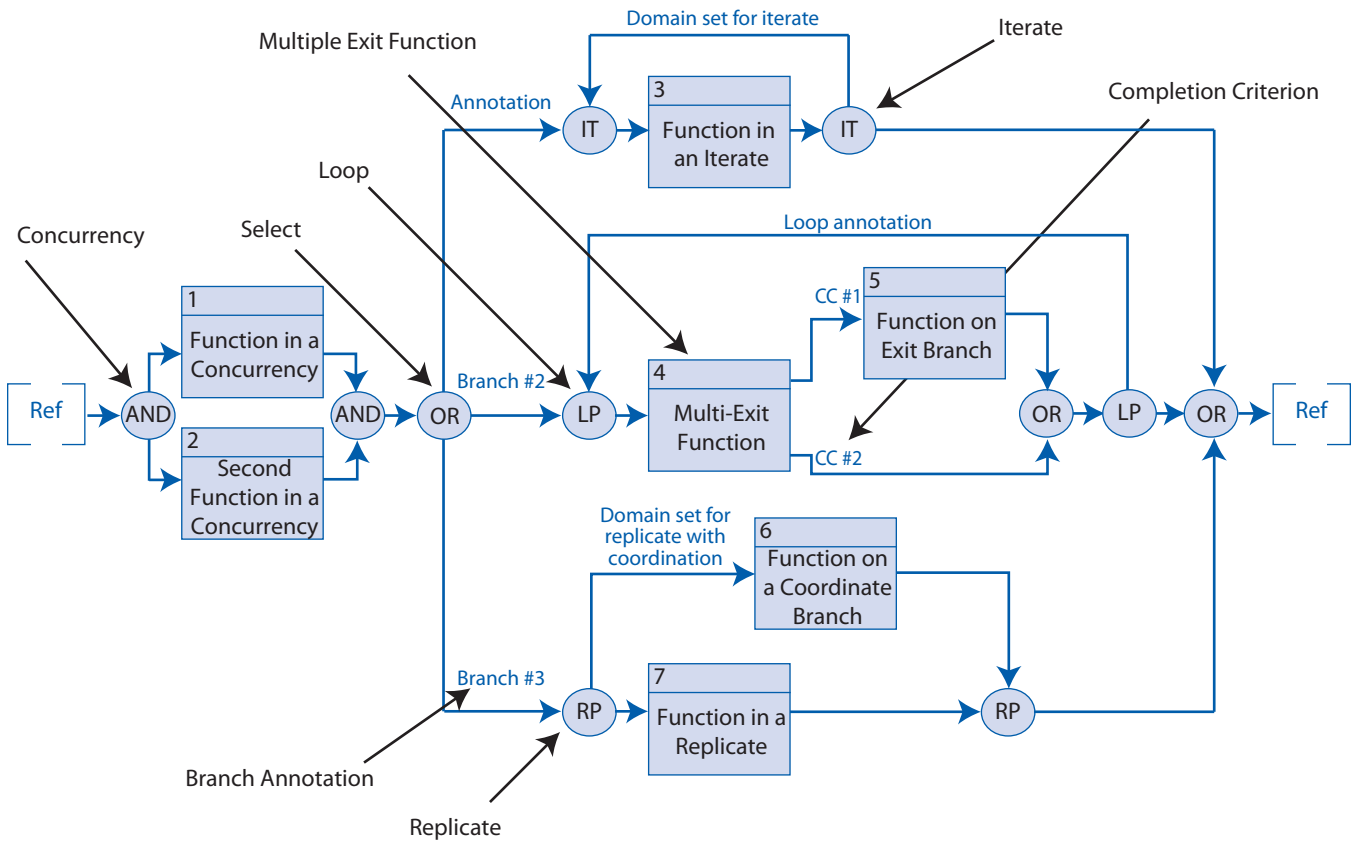 Domain set for iterate
Multiple Exit Function
Iterate
Annotation
3
Completion Criterion
IT
Function in
an Iterate
IT
Loop
Select
Loop annotation
Concurrency
1
Function in a
Concurrency
CC #1
5
Function on
Exit Branch
Branch #2
4
Ref
AND
AND
OR
LP
Multi-Exit
Function
OR
LP
OR
Ref
2
Second
Function in a
Concurrency
CC #2
Domain set for
replicate with
coordination
6
Function on
a Coordinate
Branch
Branch #3
7
RP
Function in a
Replicate
RP
Branch Annotation
Replicate